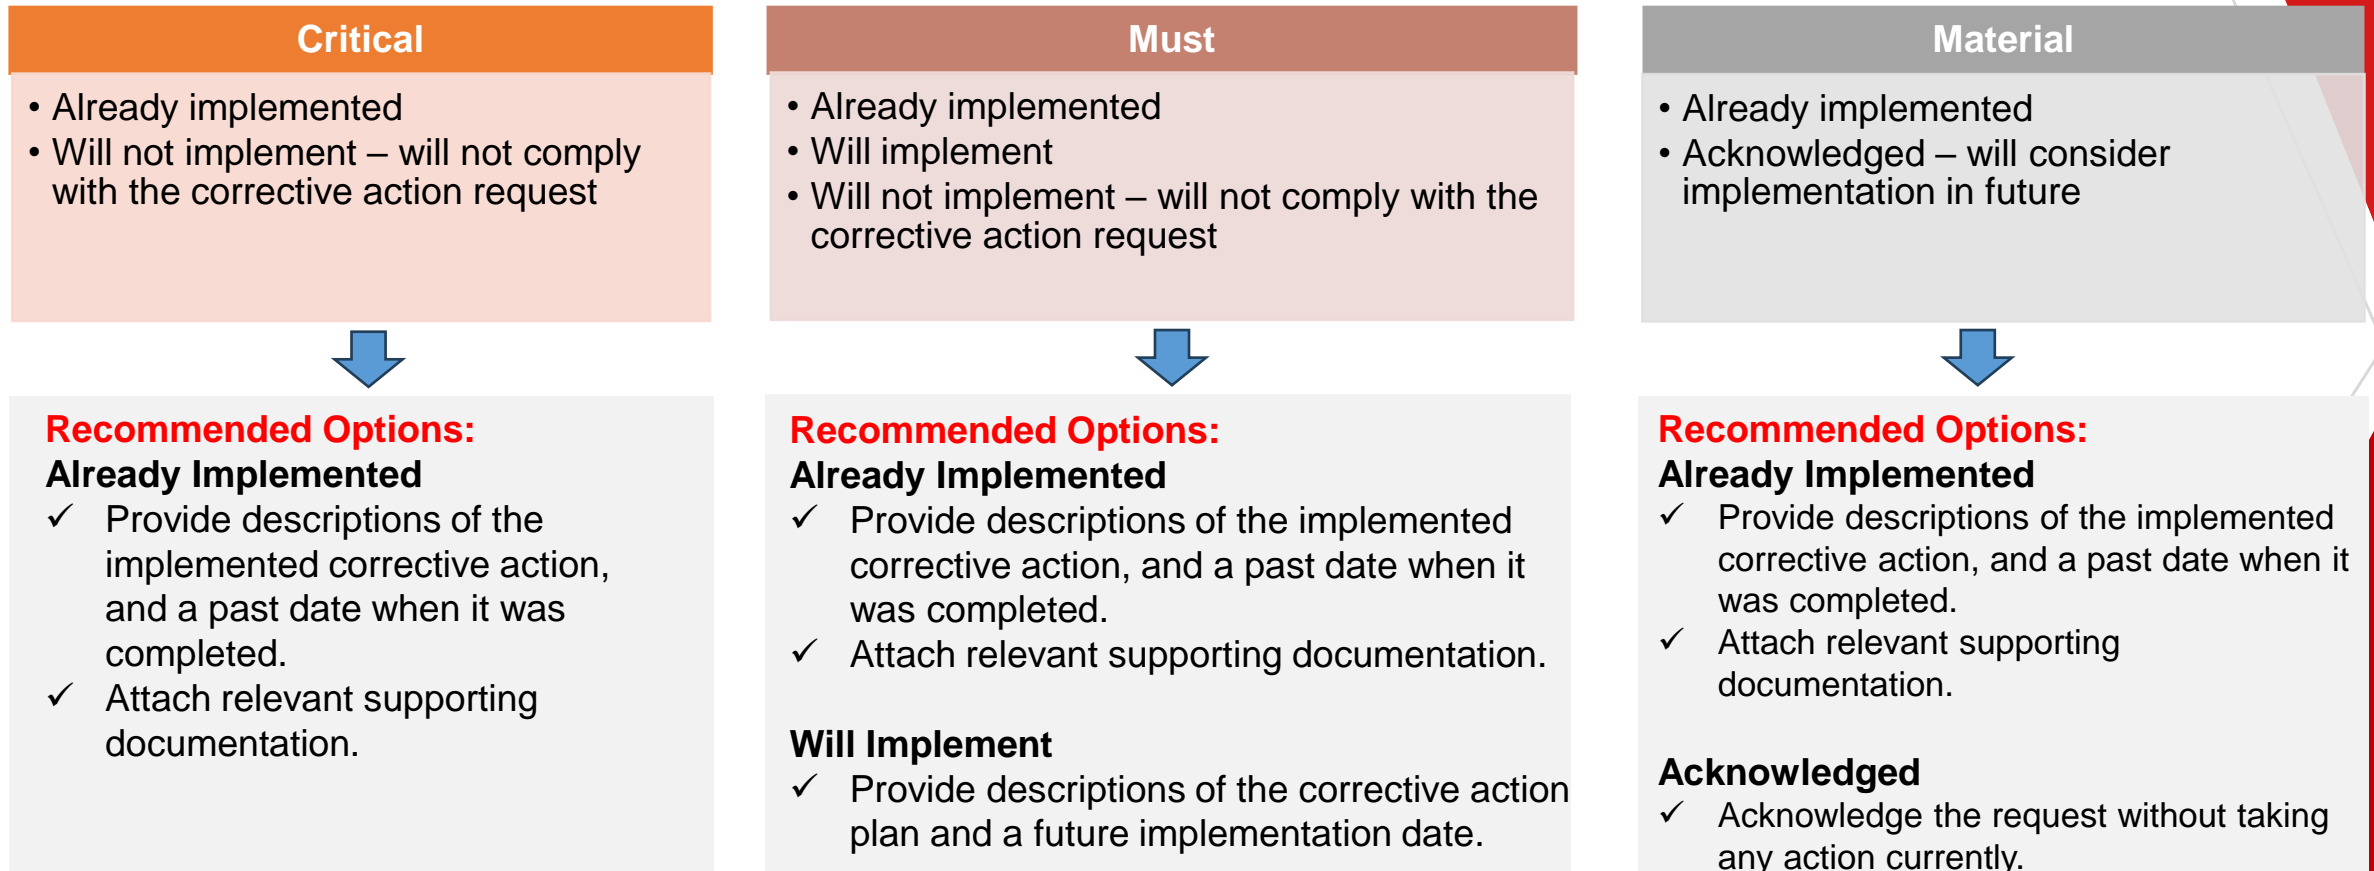 Critical
• Already implemented
• Will not implement – will not comply
with the corrective action request
Recommended Options:
Already Implemented
✓ Provide descriptions of the
implemented corrective action,
and a past date when it was
completed.
✓ Attach relevant supporting
documentation.
Must
• Already implemented
• Will implement
• Will not implement – will not comply with the
corrective action request
Recommended Options:
Already Implemented
✓ Provide descriptions of the implemented
corrective action, and a past date when it
was completed.
✓ Attach relevant supporting documentation.
Will Implement
✓ Provide descriptions of the corrective action
plan and a future implementation date.
Material
• Already implemented
• Acknowledged – will consider
implementation in future
Recommended Options:
Already Implemented
✓ Provide descriptions of the implemented
corrective action, and a past date when it
was completed.
✓ Attach relevant supporting
documentation.
Acknowledged
✓ Acknowledge the request without taking
any action currently.